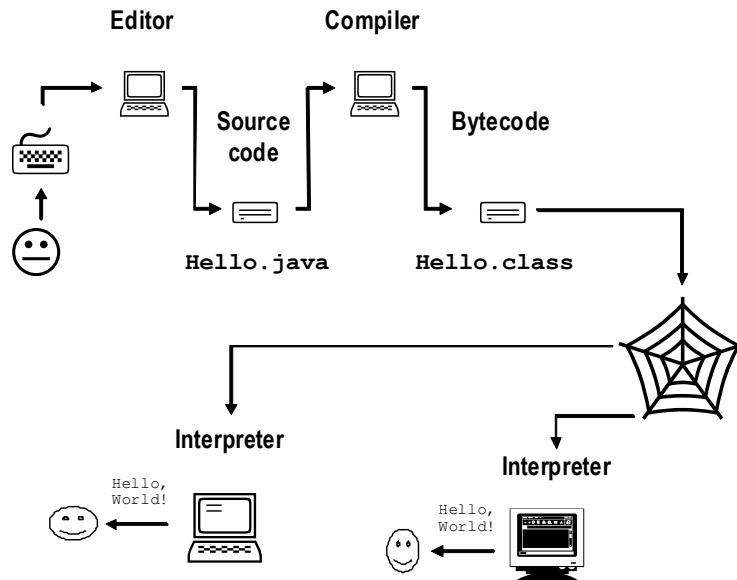 Editor
Compiler
Source
code
Bytecode
Hello.java
Hello.class
Interpreter
Interpreter
Hello,
World!
Hello,
World!